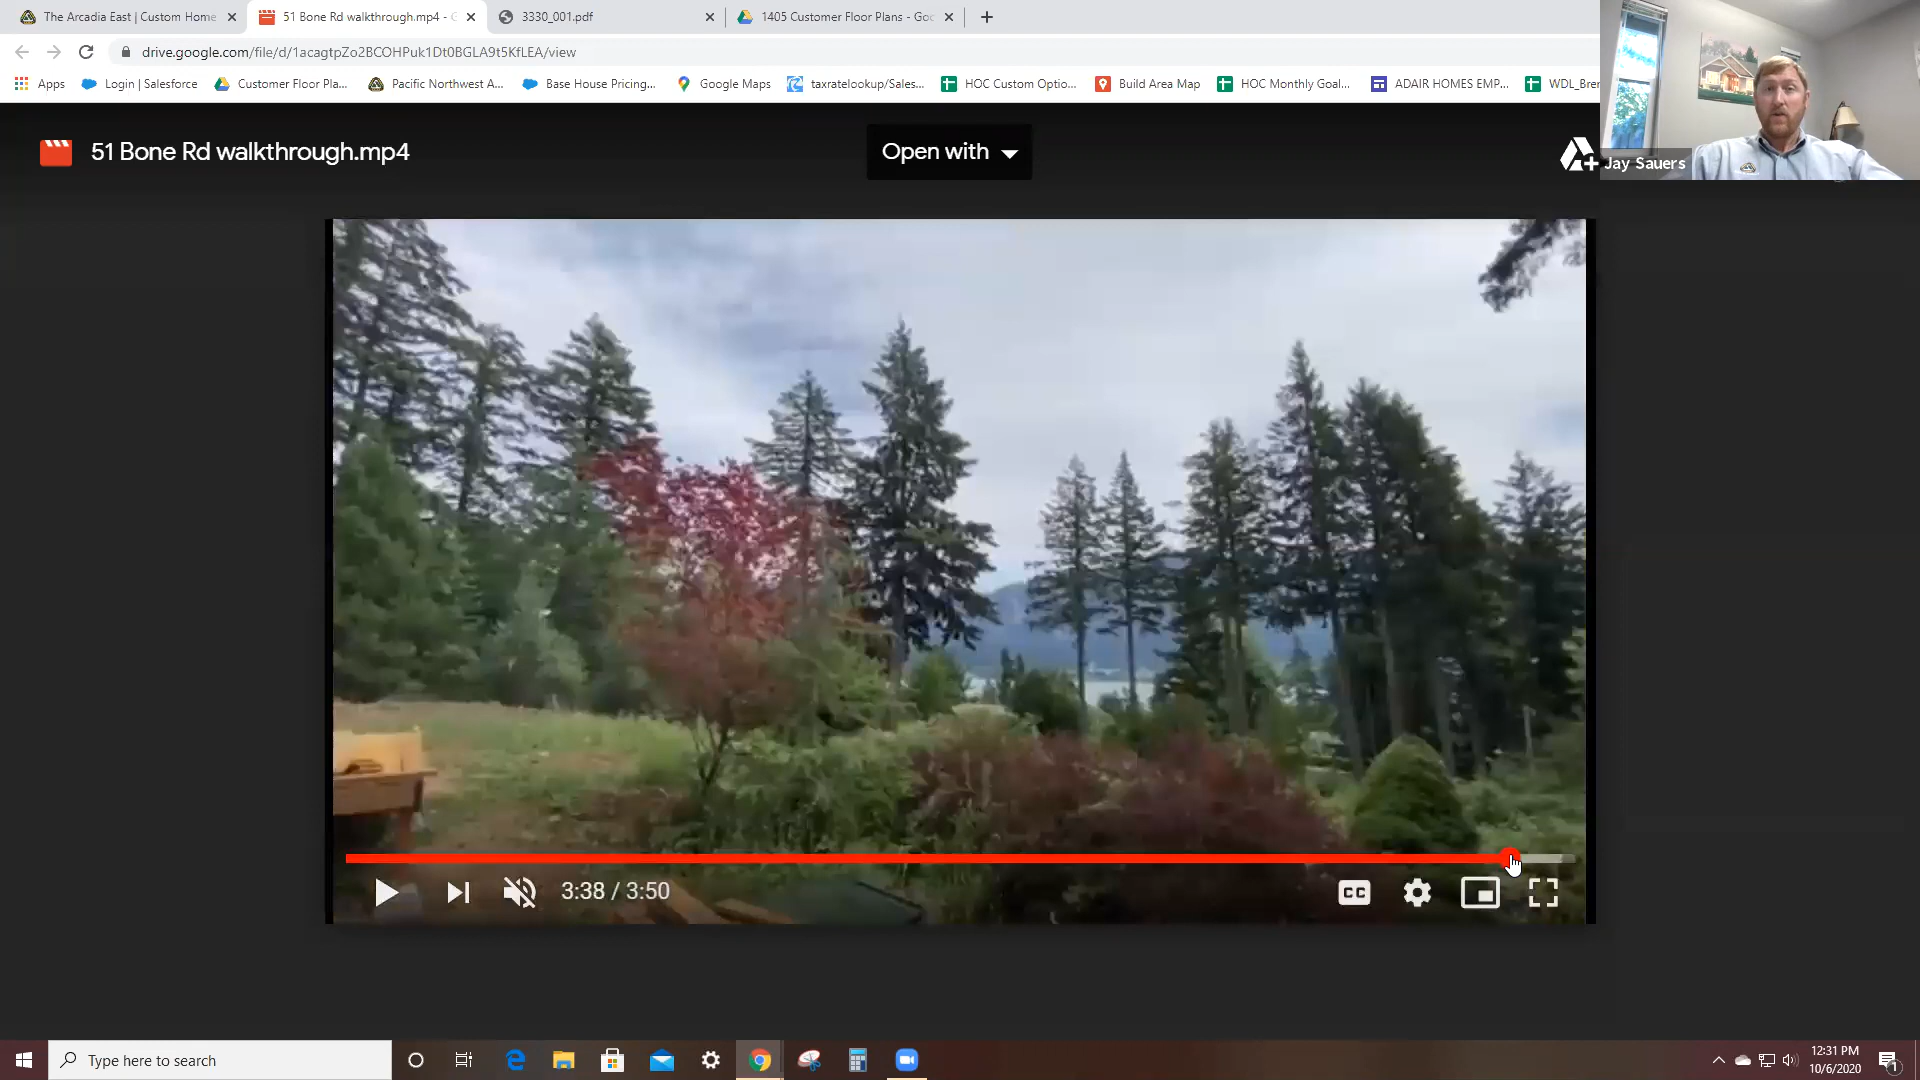 The Arcadia East | Custom Home
51 Bone Rd walkthrough.mp4 - G
3330_001.pdf
1405 Customer Floor Plans - Goo
drive.google.com/file/d/1acagtpZo2BCOHPuk1Dt0BGLA9t5KfLEA/view
Apps
Login | Salesforce
Customer Floor Pla...
Pacific Northwest A...
Base House Pricing...
Google Maps
taxratelookup/Sales...
HOC Custom Optio...
Build Area Map
HOC Monthly Goal...
ADAIR HOMES EMP...
WDL_Bre
51 Bone Rd walkthrough.mp4
Open with
Jay Sauers
3:38 / 3:50
CC
Type here to search
12:31 PM
10/6/2020
1